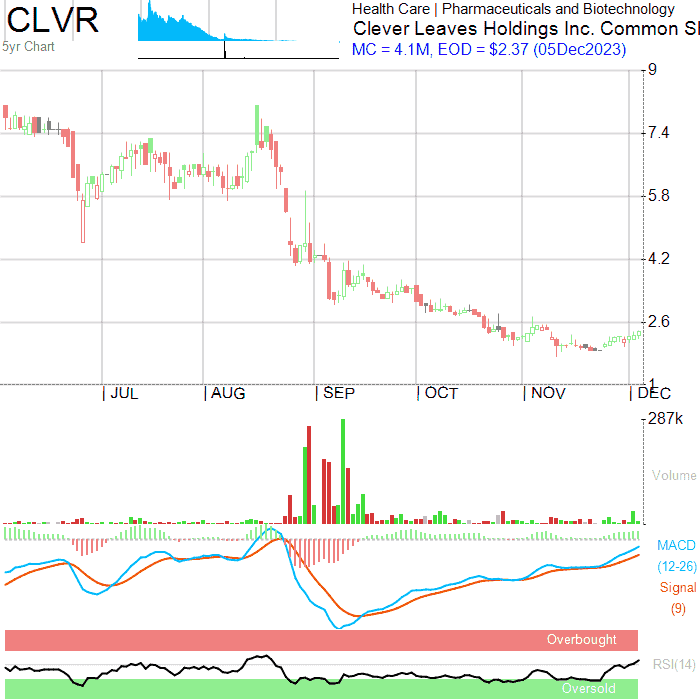 CLVR
5yr Chart
Health Care | Pharmaceuticals and Biotechnology
Clever Leaves Holdings Inc. Common
MC = 4.1M, EOD = $2.37 (05Dec2023)
9
7.4
5.8
4.2
2.6
1
JUL AUG SEP OCT NOV DEC
287k
Volume
MACD
(12-26)
Signal
(9)
Overbought
RSI(14)
Oversold